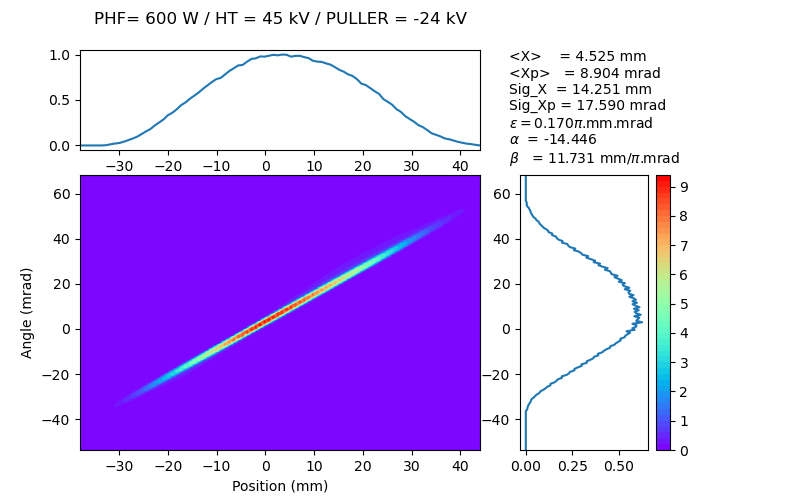 PHF= 600 W / HT = 45 kV / PULLER = -24 kV
1.0
0.5
0.0
−30 −20 −10 0 10 20 30 40
<X> = 4.525 mm
<Xp> = 8.904 mrad
Sig_X = 14.251 mm
Sig_Xp = 17.590 mrad
ε = 0.170π.mm.mrad
α = -14.446
β = 11.731 mm/π.mrad
60
40
20
0
−20
−40
Angle (mrad)
−30 −20 −10 0 10 20 30 40
Position (mm)
60
40
20
0
−20
−40
0.00 0.25 0.50
9
8
7
6
5
4
3
2
1
0